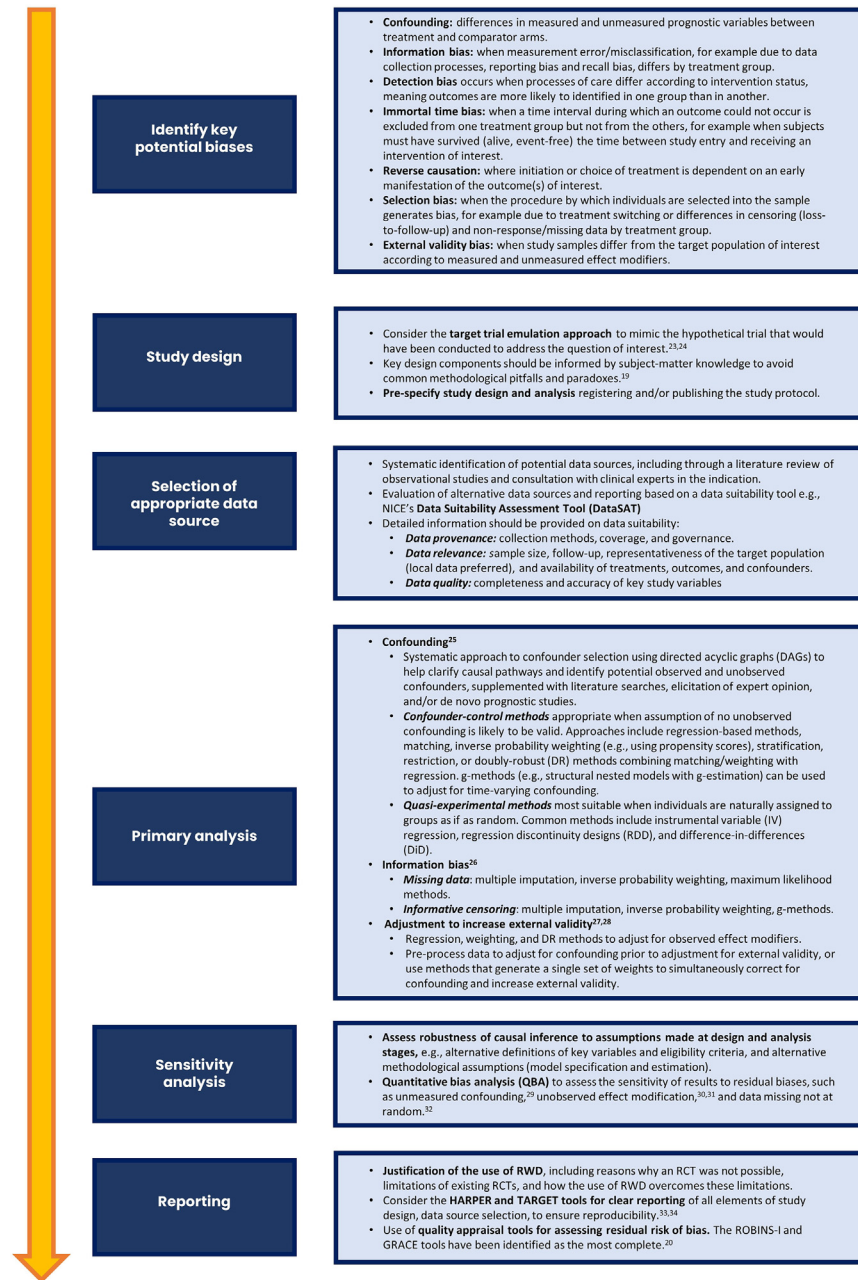 Identify key
potential biases
• Confounding: differences in measured and unmeasured prognostic variables between
treatment and comparator arms.
• Information bias: when measurement error/misclassification, for example due to data
collection processes, reporting bias and recall bias, differs by treatment group.
• Detection bias occurs when processes of care differ according to intervention status,
meaning outcomes are more likely to identified in one group than in another.
• Immortal time bias: when a time interval during which an outcome could not occur is
excluded from one treatment group but not from the others, for example when subjects
must have survived (alive, event-free) the time between study entry and receiving an
intervention of interest.
• Reverse causation: where initiation or choice of treatment is dependent on an early
manifestation of the outcome(s) of interest.
• Selection bias: when the procedure by which individuals are selected into the sample
generates bias, for example due to treatment switching or differences in censoring (loss-
to-follow-up) and non-response/missing data by treatment group.
• External validity bias: when study samples differ from the target population of interest
according to measured and unmeasured effect modifiers.
Study design
• Consider the target trial emulation approach to mimic the hypothetical trial that would
have been conducted to address the question of interest.23,24
• Key design components should be informed by subject-matter knowledge to avoid
common methodological pitfalls and paradoxes.19
• Pre-specify study design and analysis registering and/or publishing the study protocol.
Selection of
appropriate data
source
• Systematic identification of potential data sources, including through a literature review of
observational studies and consultation with clinical experts in the indication.
• Evaluation of alternative data sources and reporting based on a data suitability tool e.g.,
NICE's Data Suitability Assessment Tool (DataSAT)
• Detailed information should be provided on data suitability:
• Data provenance: collection methods, coverage, and governance.
• Data relevance: sample size, follow-up, representativeness of the target population
(local data preferred), and availability of treatments, outcomes, and confounders.
• Data quality: completeness and accuracy of key study variables
Primary analysis
• Confounding25
• Systematic approach to confounder selection using directed acyclic graphs (DAGs) to
help clarify causal pathways and identify potential observed and unobserved
confounders, supplemented with literature searches, elicitation of expert opinion,
and/or de novo prognostic studies.
• Confounder-control methods appropriate when assumption of no unobserved
confounding is likely to be valid. Approaches include regression-based methods,
matching, inverse probability weighting (e.g., using propensity scores), stratification,
restriction, or doubly-robust (DR) methods combining matching/weighting with
regression. g-methods (e.g., structural nested models with g-estimation) can be used
to adjust for time-varying confounding.
• Quasi-experimental methods most suitable when individuals are naturally assigned to
groups as if as random. Common methods include instrumental variable (IV)
regression, regression discontinuity designs (RDD), and difference-in-differences
(DiD).
• Information bias26
• Missing data: multiple imputation, inverse probability weighting, maximum likelihood
methods.
• Informative censoring: multiple imputation, inverse probability weighting, g-methods.
• Adjustment to increase external validity27,28
• Regression, weighting, and DR methods to adjust for observed effect modifiers.
• Pre-process data to adjust for confounding prior to adjustment for external validity, or
use methods that generate a single set of weights to simultaneously correct for
confounding and increase external validity.
Sensitivity
analysis
• Assess robustness of causal inference to assumptions made at design and analysis
stages, e.g., alternative definitions of key variables and eligibility criteria, and alternative
methodological assumptions (model specification and estimation).
• Quantitative bias analysis (QBA) to assess the sensitivity of results to residual biases, such
as unmeasured confounding,29 unobserved effect modification,30,31 and data missing not at
random.32
Reporting
• Justification of the use of RWD, including reasons why an RCT was not possible,
limitations of existing RCTs, and how the use of RWD overcomes these limitations.
• Consider the HARPER and TARGET tools for clear reporting of all elements of study
design, data source selection, to ensure reproducibility.33,34
• Use of quality appraisal tools for assessing residual risk of bias. The ROBINS-I and
GRACE tools have been identified as the most complete.20